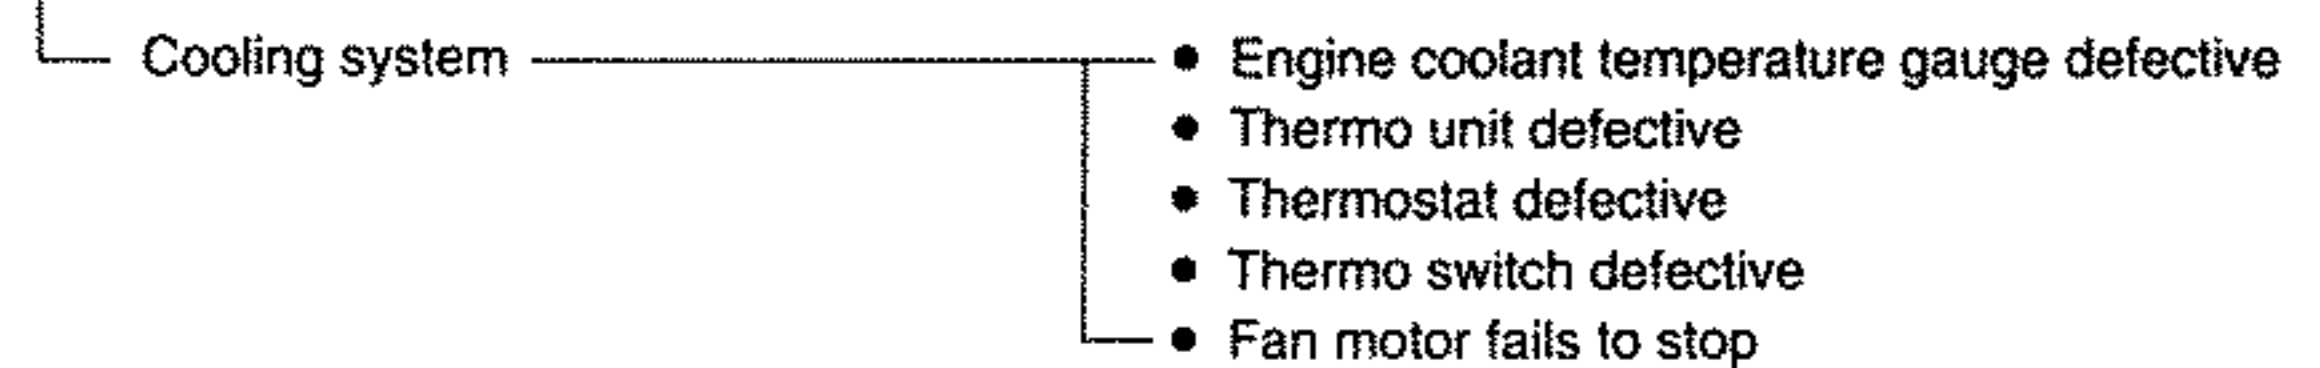 Cooling system ● Engine coolant temperature gauge defective
● Thermo unit defective
● Thermostat defective
● Thermo switch defective
● Fan motor fails to stop